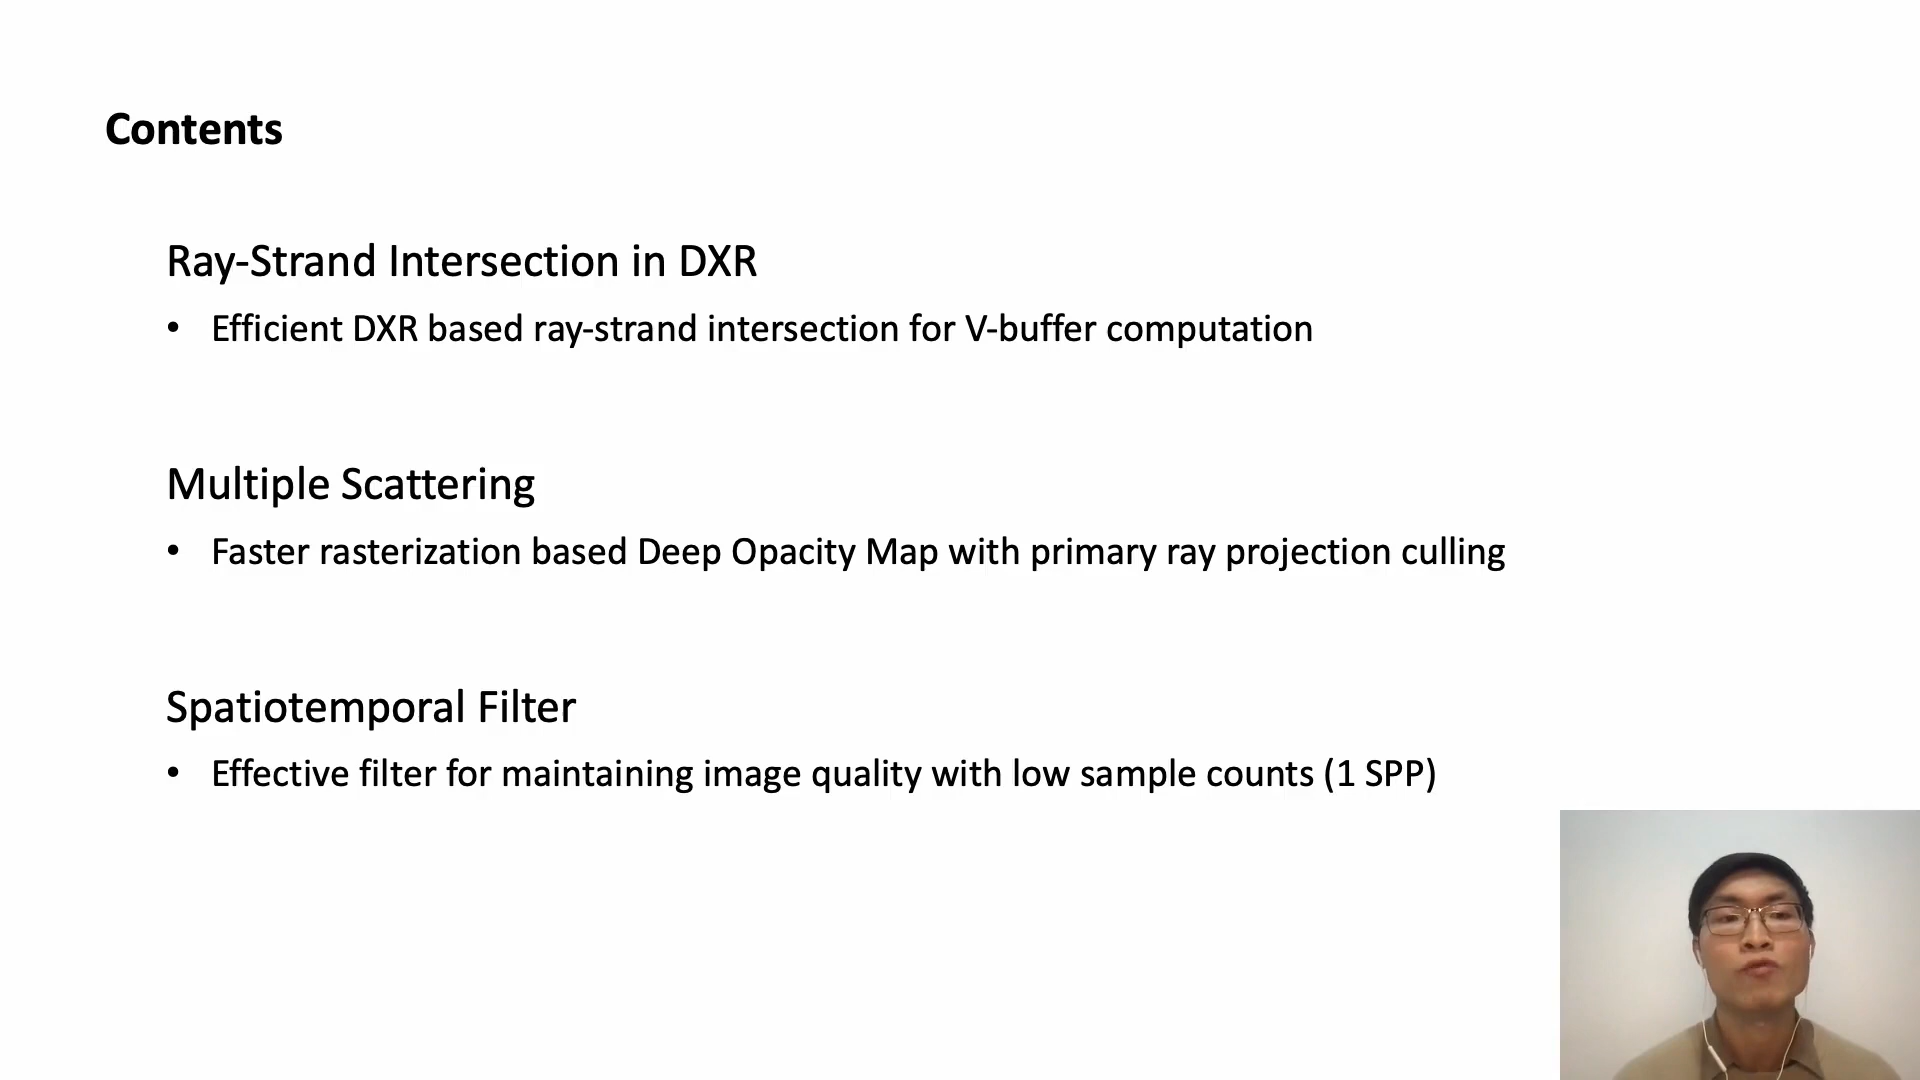 Contents
Ray-Strand Intersection in DXR
• Efficient DXR based ray-strand intersection for V-buffer computation
Multiple Scattering
• Faster rasterization based Deep Opacity Map with primary ray projection culling
Spatiotemporal Filter
• Effective filter for maintaining image quality with low sample counts (1 SPP)